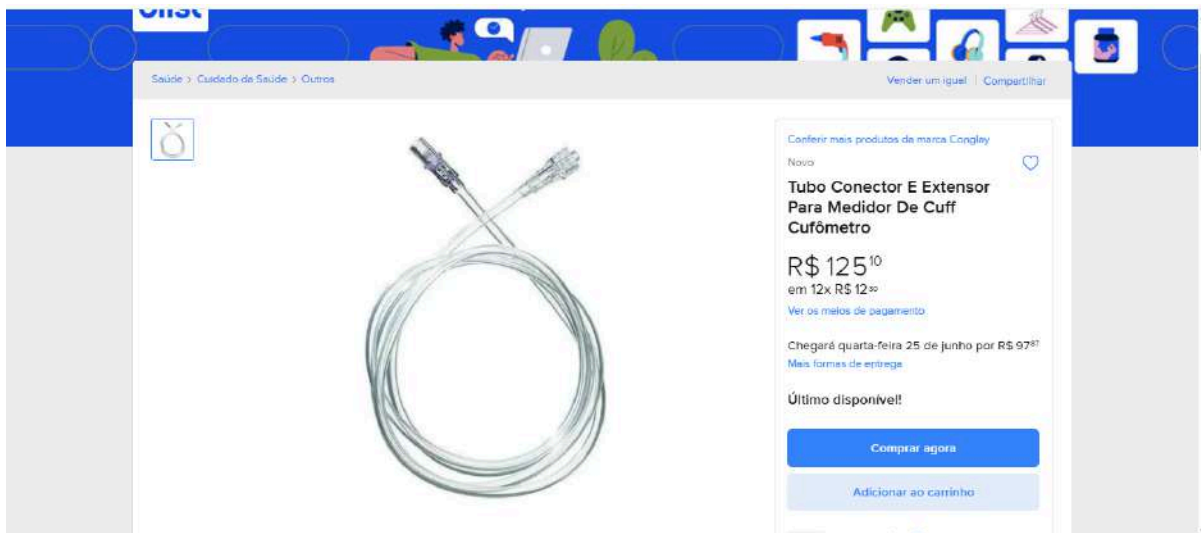 olist
Saúde > Cuidado da Saúde > Outros
Vender um igual | Compartilhar
Conferir mais produtos da marca Conglay
Novo
Tubo Conector E Extensor
Para Medidor De Cuff
Cufômetro
R$ 125 10
em 12x R$ 12 30
Ver os meios de pagamento
Chegará quarta-feira 25 de junho por R$ 97 87
Mais formas de entrega
Último disponível!
Comprar agora
Adicionar ao carrinho